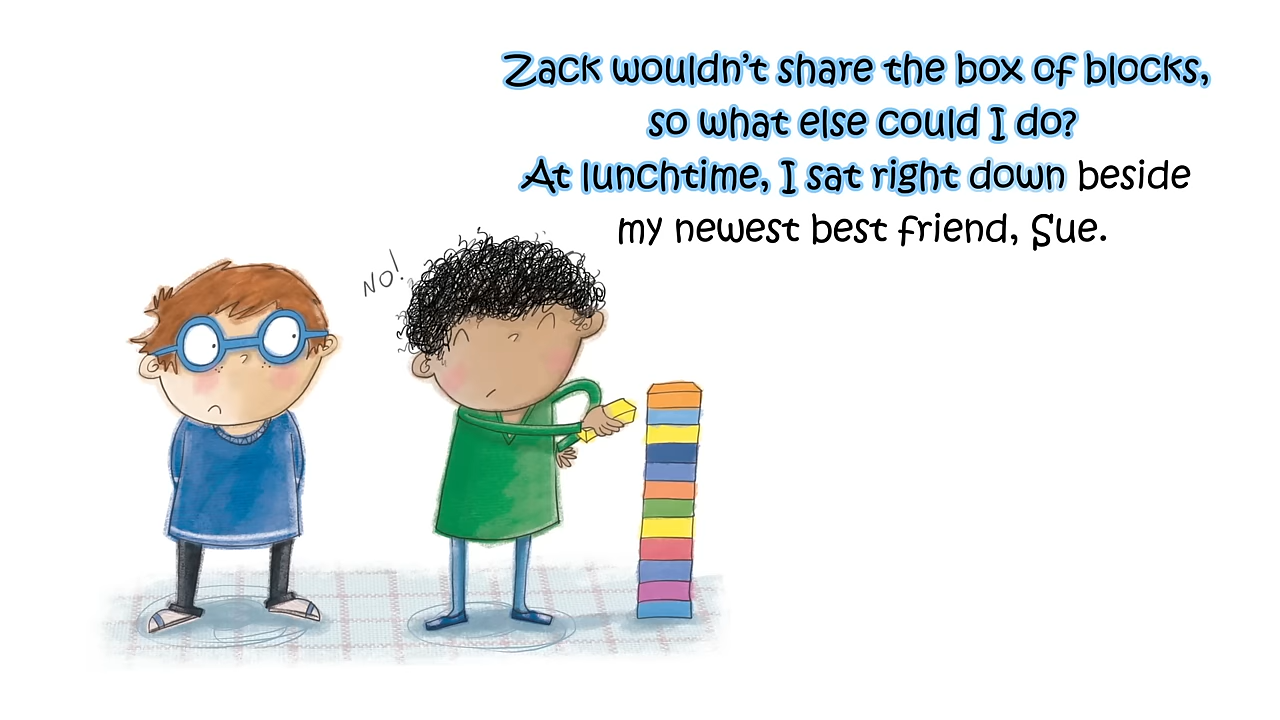 Zack wouldn't share the box of blocks,
so what else could I do?
At lunchtime, I sat right down beside
my newest best friend, Sue.
NO!